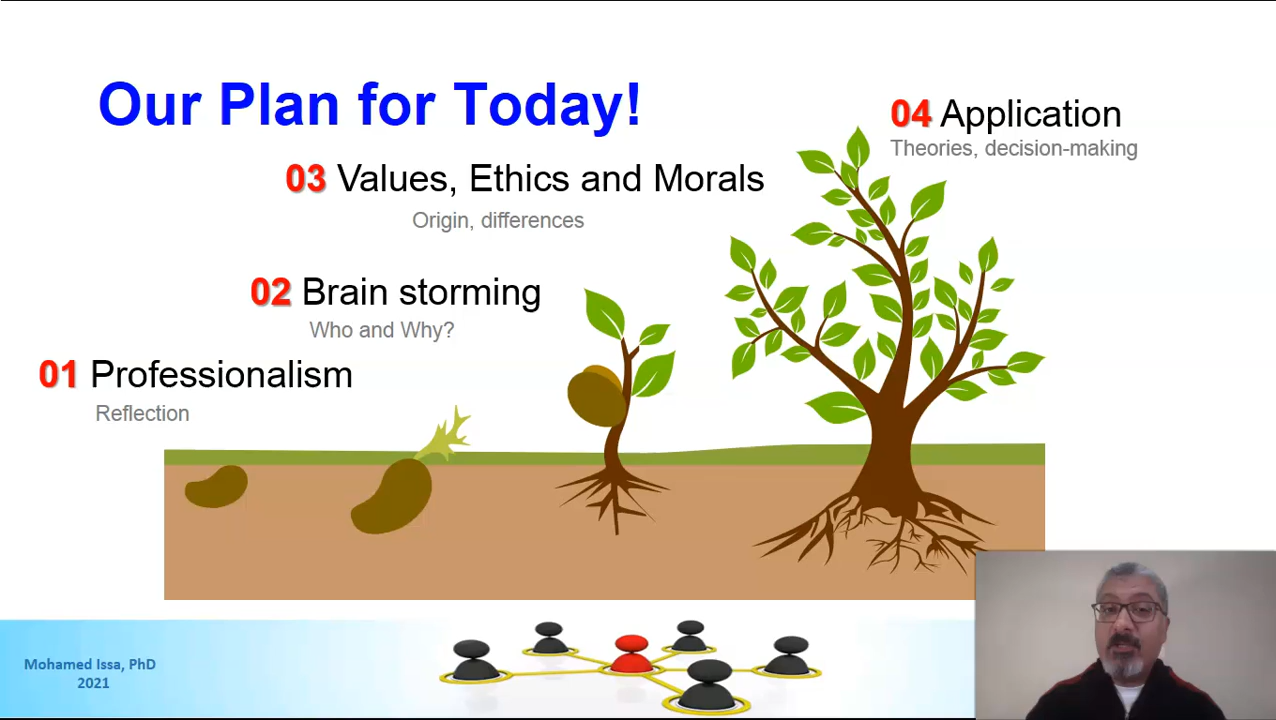 Our Plan for Today!
04 Application
Theories, decision-making
03 Values, Ethics and Morals
Origin, differences
02 Brain storming
Who and Why?
01 Professionalism
Reflection
Mohamed Issa, PhD
2021